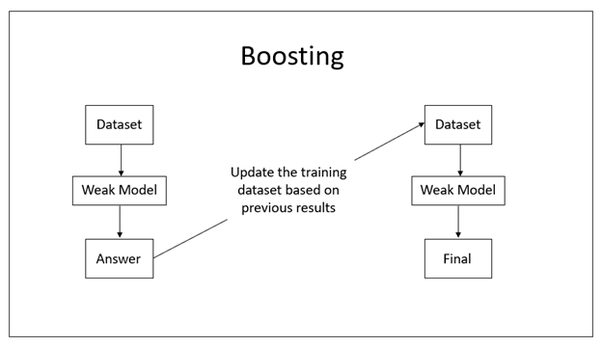 Boosting
Dataset
Weak Model
Answer
Update the training
dataset based on
previous results
Dataset
Weak Model
Final